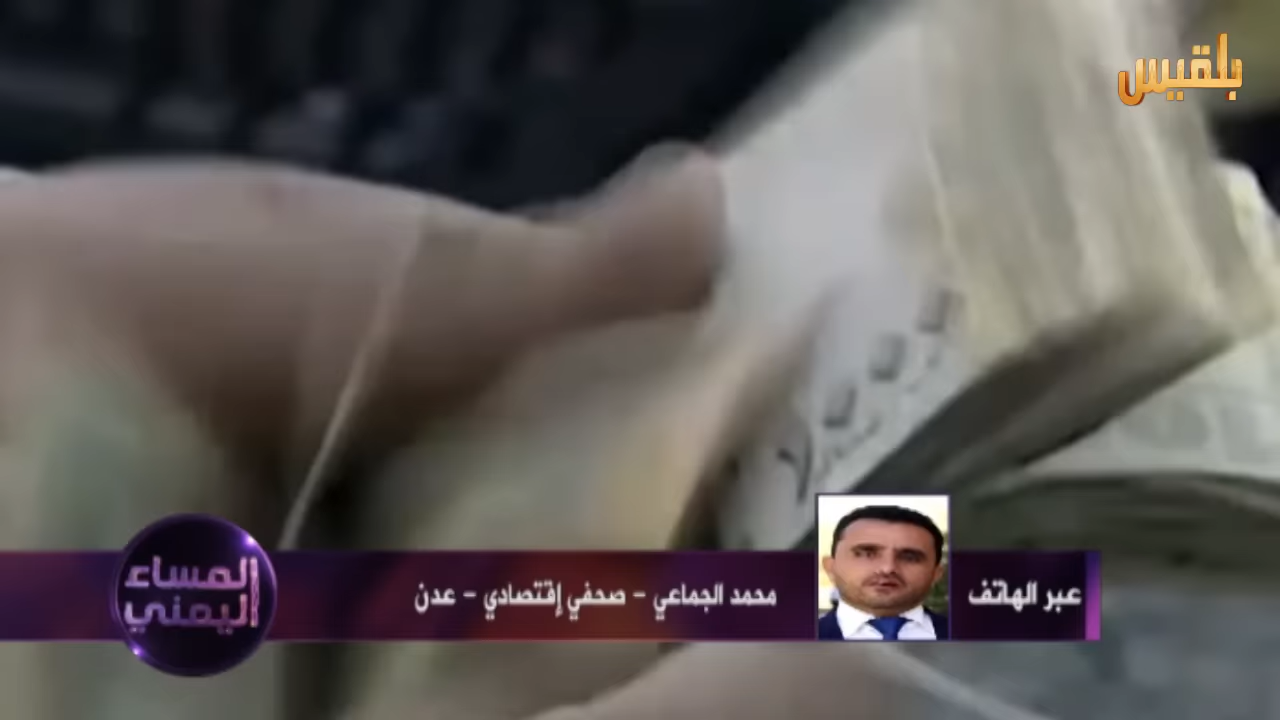 بلقيس
عبر الهاتف
محمد الجماعي - صحفي إقتصادي - عدن
المساء
اليمني